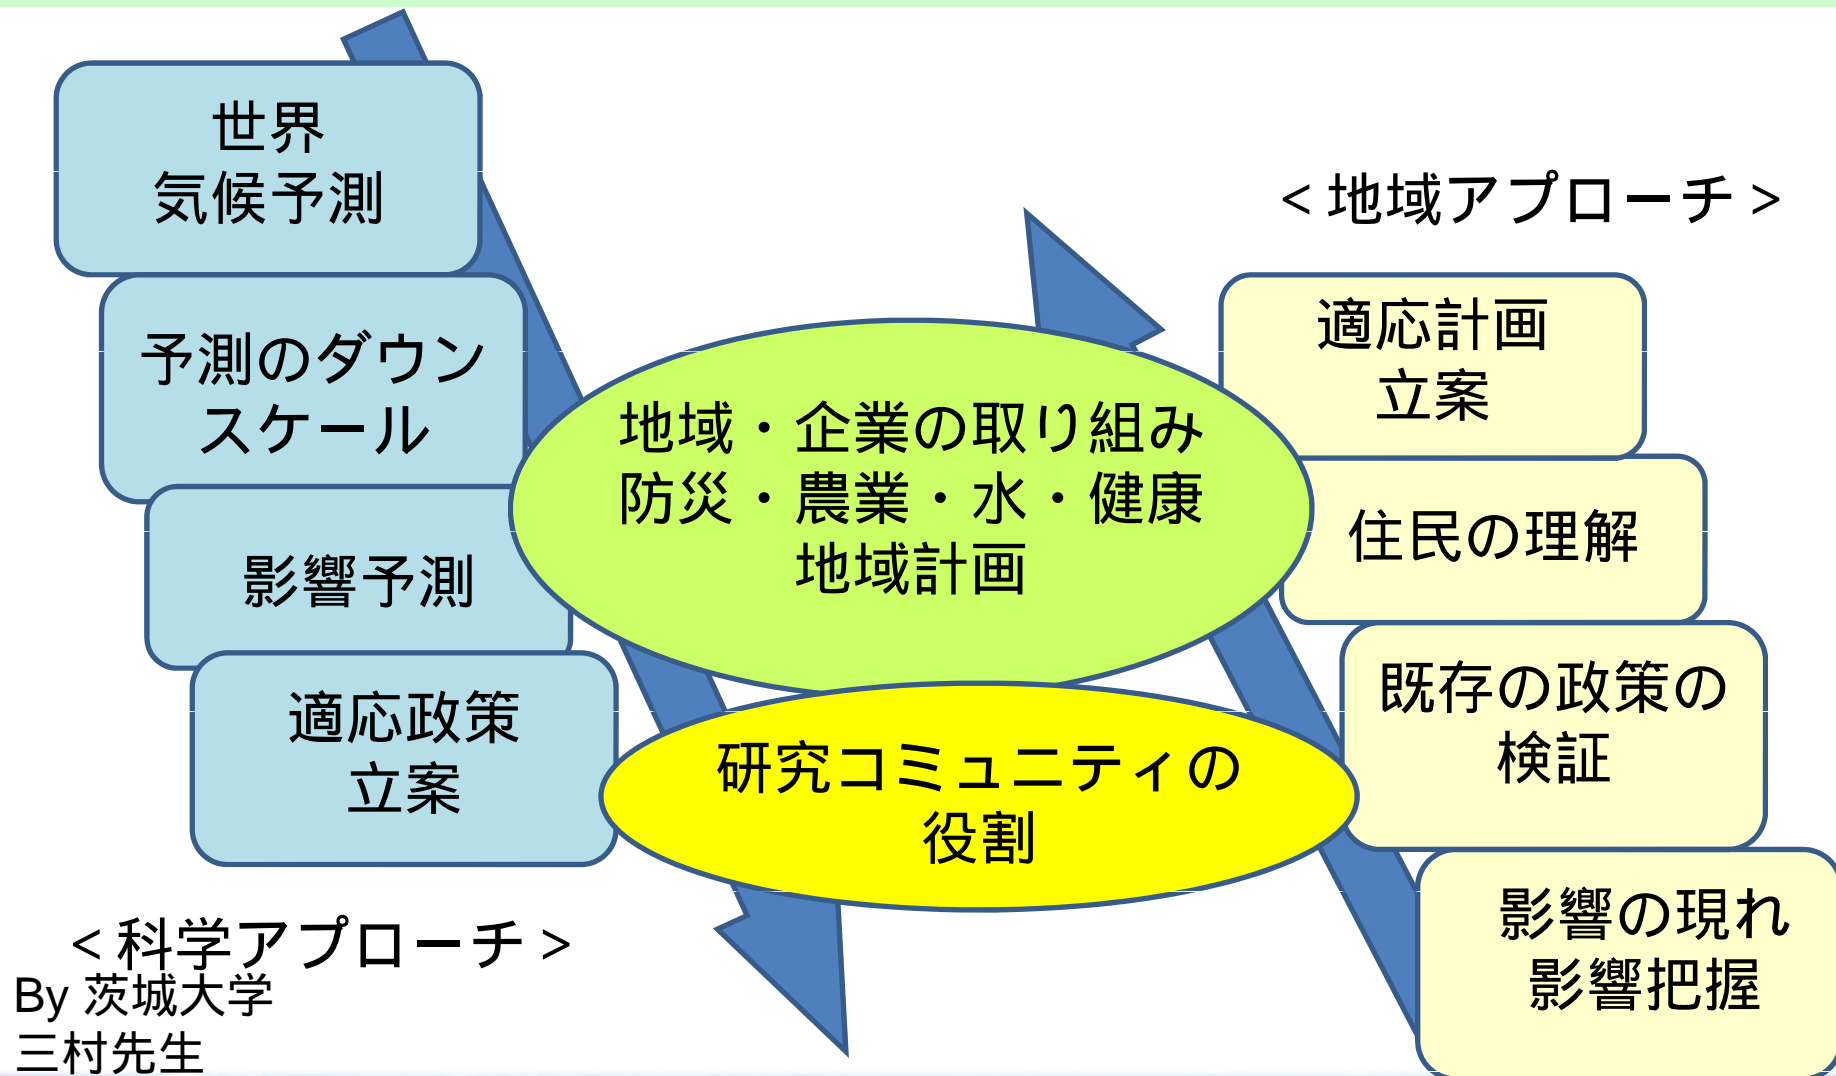 世界
気候予測
予測のダウン
スケール
影響予測
適応政策
立案
<科学アプローチ>
By 茨城大学
三村先生
地域・企業の取り組み
防災・農業・水・健康
地域計画
研究コミュニティの
役割
<地域アプローチ>
適応計画
立案
住民の理解
既存の政策の
検証
影響の現れ
影響把握